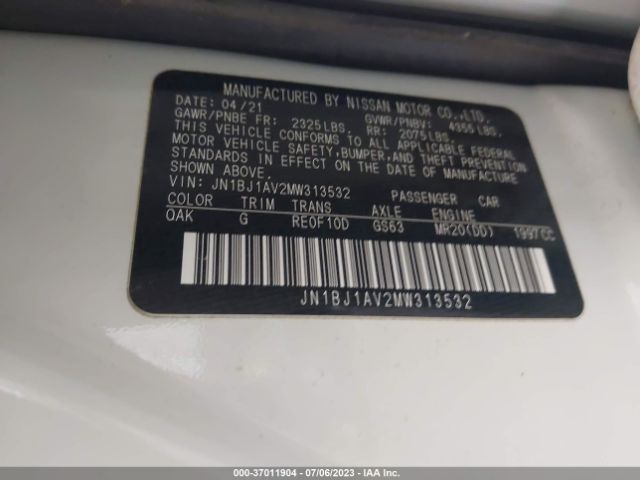 MANUFACTURED BY NISSAN MOTOR CO.,LTD.
DATE: 04/21 GVWR/PNBV: 4355 LBS.
GAWR/PNBE FR: 2325LBS. RR: 2075LBS.
THIS VEHICLE CONFORMS TO ALL APPLICABLE FEDERAL
MOTOR VEHICLE SAFETY,BUMPER,AND THEFT PREVENTION
STANDARDS IN EFFECT ON THE DATE OF MANUFACTURE
SHOWN ABOVE.
VIN: JN1BJ1AV2MW313532 PASSENGER CAR
COLOR TRIM TRANS AXLE ENGINE
QAK G RE0F10D GS63 MR20(DD) 1997CC
JN1BJ1AV2MW313532
000-37011904 / 07/06/2023 - IAA Inc.